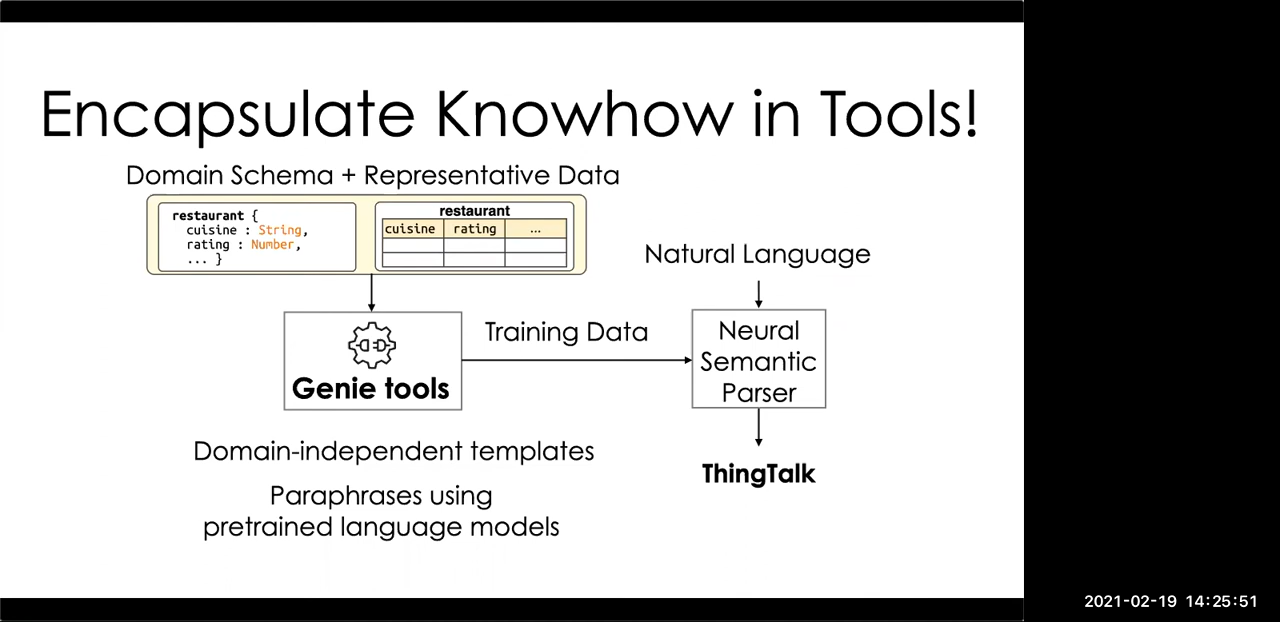 Encapsulate Knowhow in Tools!
Domain Schema + Representative Data
restaurant {
cuisine : String,
rating : Number,
... }
restaurant
cuisine rating ...
Natural Language
Genie tools
Training Data
Neural
Semantic
Parser
Domain-independent templates
ThingTalk
Paraphrases using
pretrained language models
2021-02-19 14:25:51